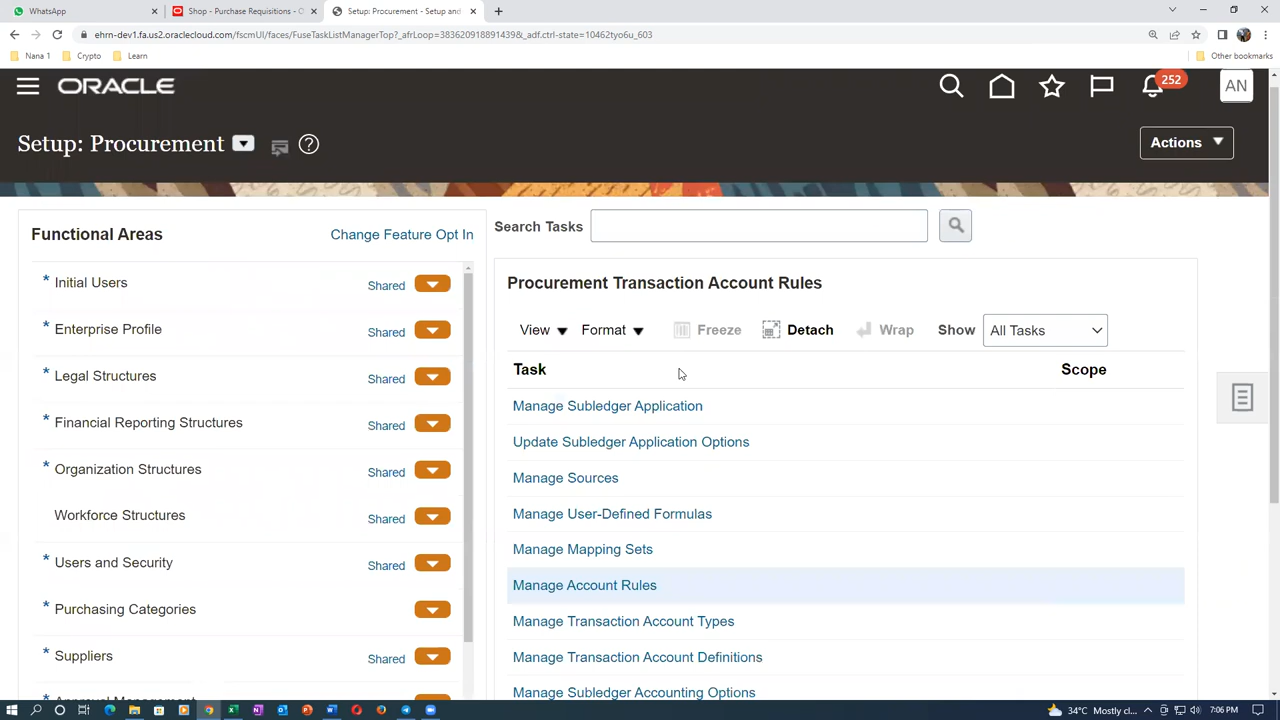 WhatsApp
Shop - Purchase Requisitions - O
Setup: Procurement - Setup and
ehrn-dev1.fa.us2.oraclecloud.com/fscmUI/faces/FuseTaskListManagerTop?_afrLoop=383620918891439&_adf.ctrl-state=10462tyo6u_603
Nana 1
Crypto
Learn
Other bookmarks
ORACLE
252
AN
Setup: Procurement
Actions
Functional Areas
Change Feature Opt In
* Initial Users Shared
* Enterprise Profile Shared
* Legal Structures Shared
* Financial Reporting Structures Shared
* Organization Structures Shared
Workforce Structures Shared
* Users and Security Shared
* Purchasing Categories
* Suppliers Shared
* Approval Management
Search Tasks
Procurement Transaction Account Rules
View Format Freeze Detach Wrap Show All Tasks
Task Scope
Manage Subledger Application
Update Subledger Application Options
Manage Sources
Manage User-Defined Formulas
Manage Mapping Sets
Manage Account Rules
Manage Transaction Account Types
Manage Transaction Account Definitions
Manage Subledger Accounting Options
34°C Mostly cl...
7:06 PM